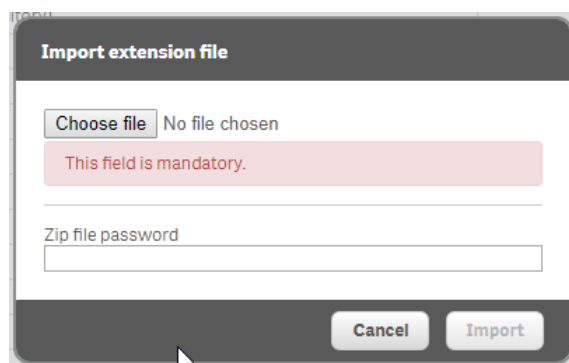 Import extension file
Choose file No file chosen
This field is mandatory.
Zip file password
Cancel Import